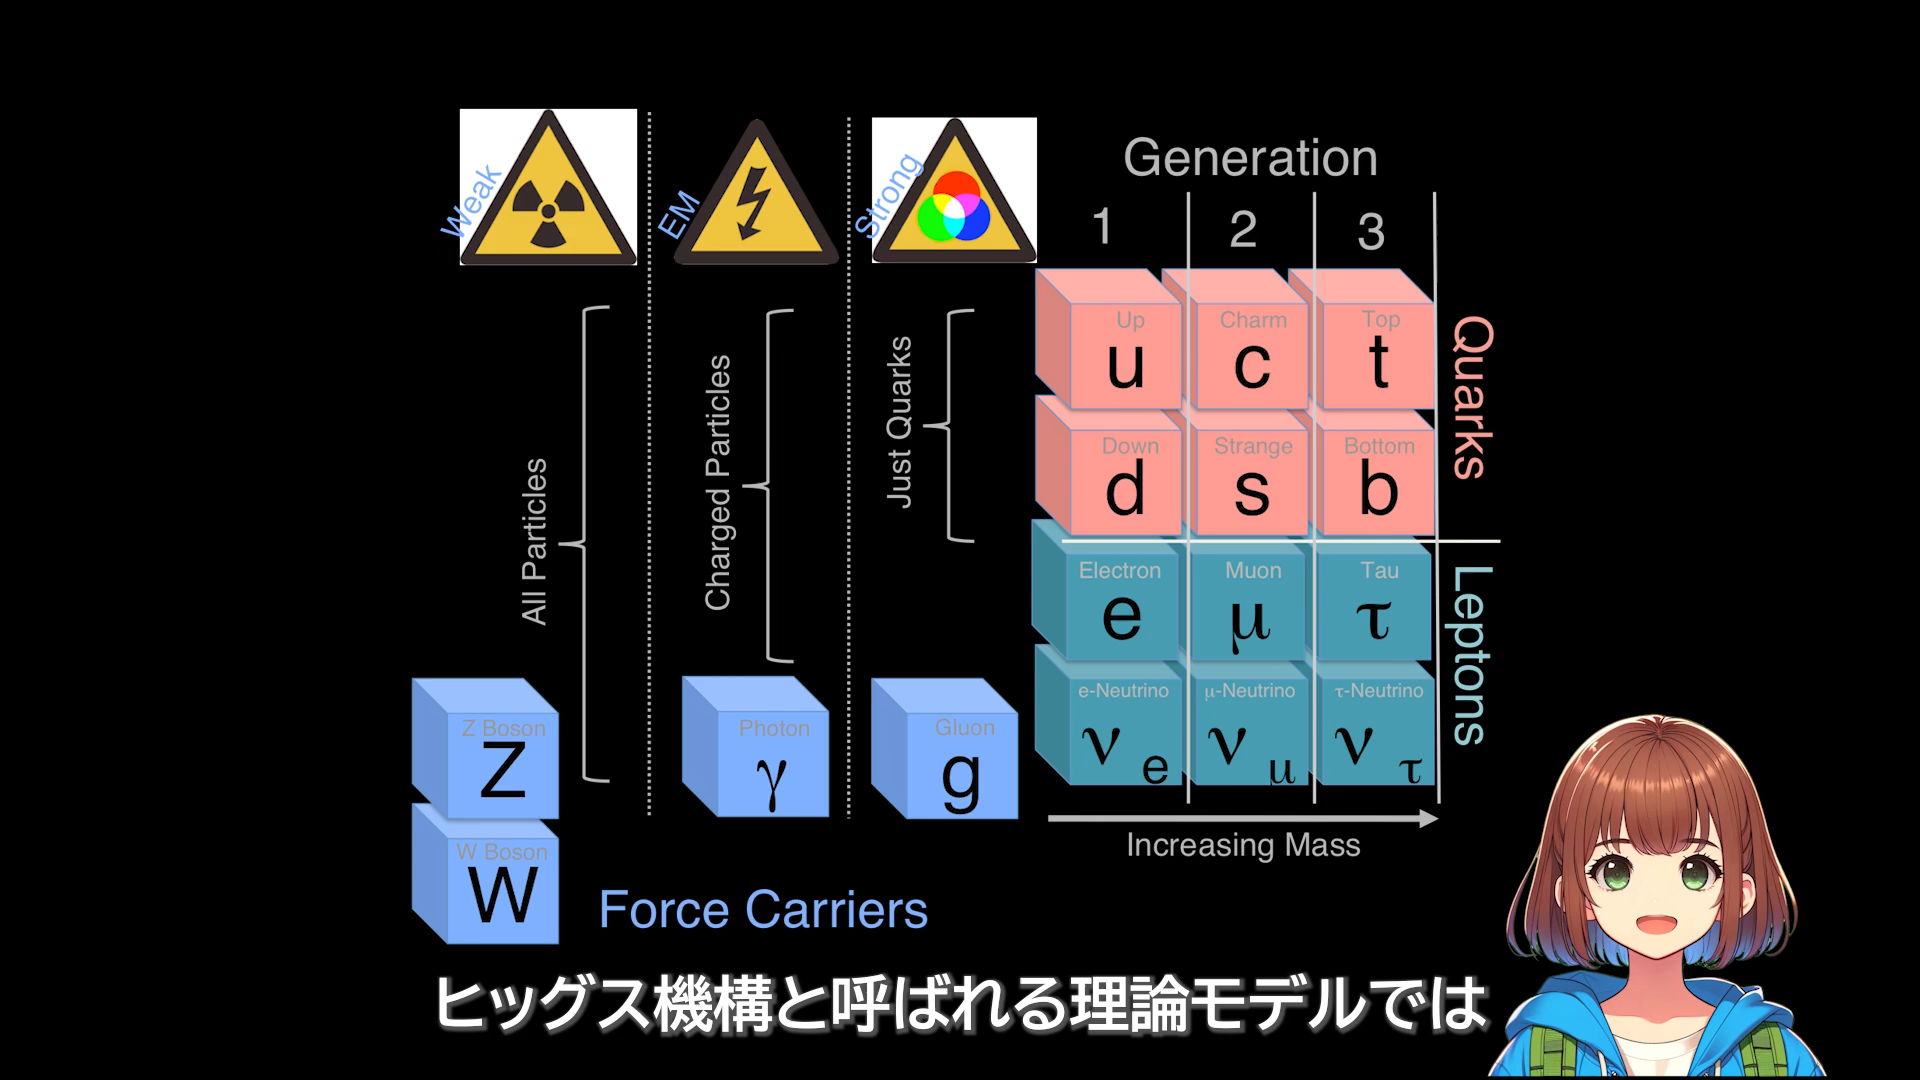 Weak
EM
Strong
Generation
1
2
3
All Particles
Charged Particles
Just Quarks
Up
u
Charm
c
Top
t
Down
d
Strange
s
Bottom
b
Quarks
Electron
e
Muon
μ
Tau
τ
e-Neutrino
ν e
μ-Neutrino
ν μ
τ-Neutrino
ν τ
Leptons
Z Boson
Z
Photon
γ
Gluon
g
W Boson
W
Increasing Mass
Force Carriers
ヒッグス機構と呼ばれる理論モデルでは